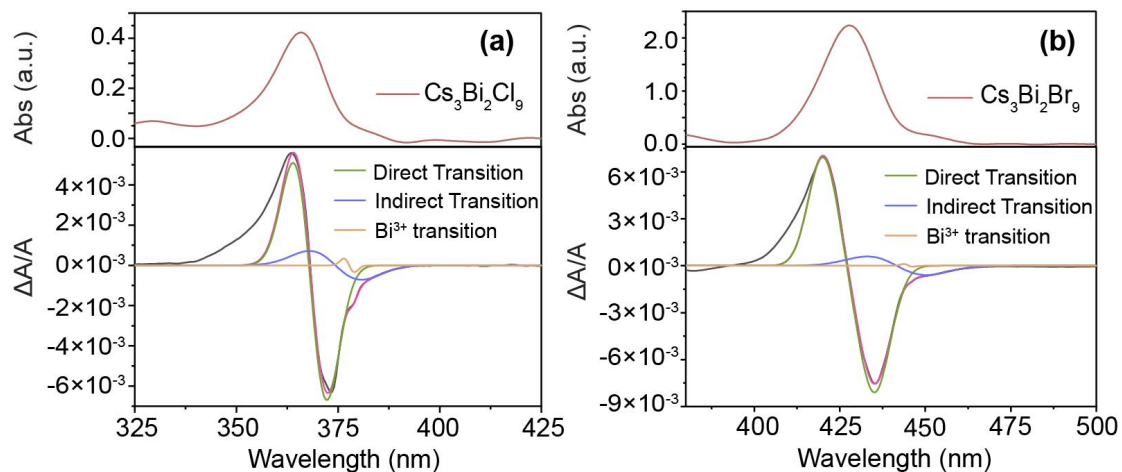 (a)
Abs (a.u.)
0.4
0.2
0.0
Cs₃Bi₂Cl₉
ΔA/A
4×10⁻³
2×10⁻³
0×10⁻³
-2×10⁻³
-4×10⁻³
-6×10⁻³
Direct Transition
Indirect Transition
Bi³⁺ transition
325 350 375 400 425
Wavelength (nm)
(b)
Abs (a.u.)
2.0
1.0
0.0
Cs₃Bi₂Br₉
ΔA/A
6×10⁻³
3×10⁻³
0×10⁻³
-3×10⁻³
-6×10⁻³
-9×10⁻³
Direct Transition
Indirect Transition
Bi³⁺ transition
400 425 450 475 500
Wavelength (nm)